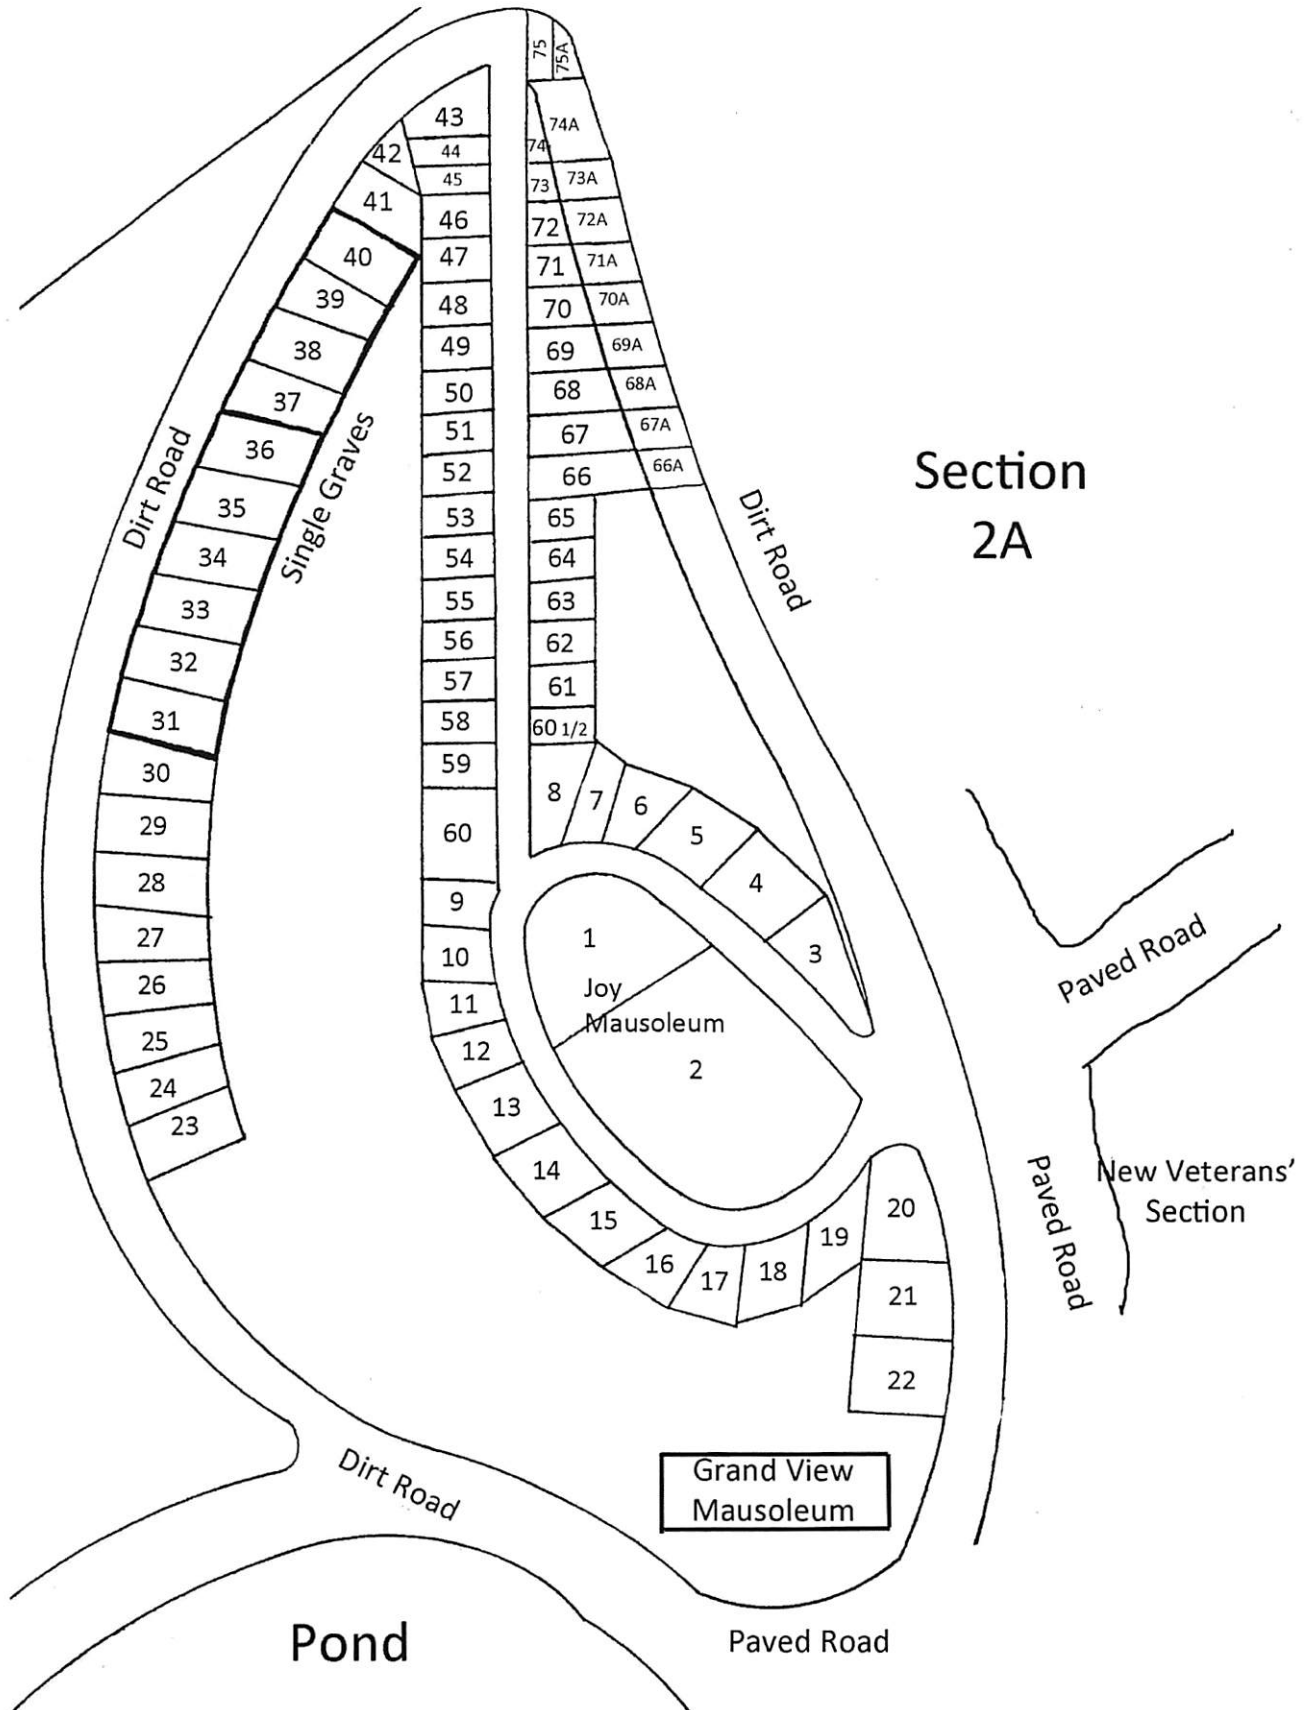 75
75A
43
74A
42
44
74
45
73
73A
41
46
72
72A
40
47
71
71A
39
48
70
70A
38
49
69
69A
37
50
68
68A
36
51
67
67A
Dirt Road
Single Graves
52
66
66A
Section
2A
35
53
65
Dirt Road
34
54
64
33
55
63
32
56
62
57
61
31
58
60 1/2
30
59
8
7
6
29
60
5
28
4
9
27
1
3
10
Paved Road
26
Joy
Mausoleum
11
25
12
2
24
13
23
14
New Veterans'
Section
Paved Road
15
20
19
16
17
18
21
22
Grand View
Mausoleum
Dirt Road
Pond
Paved Road